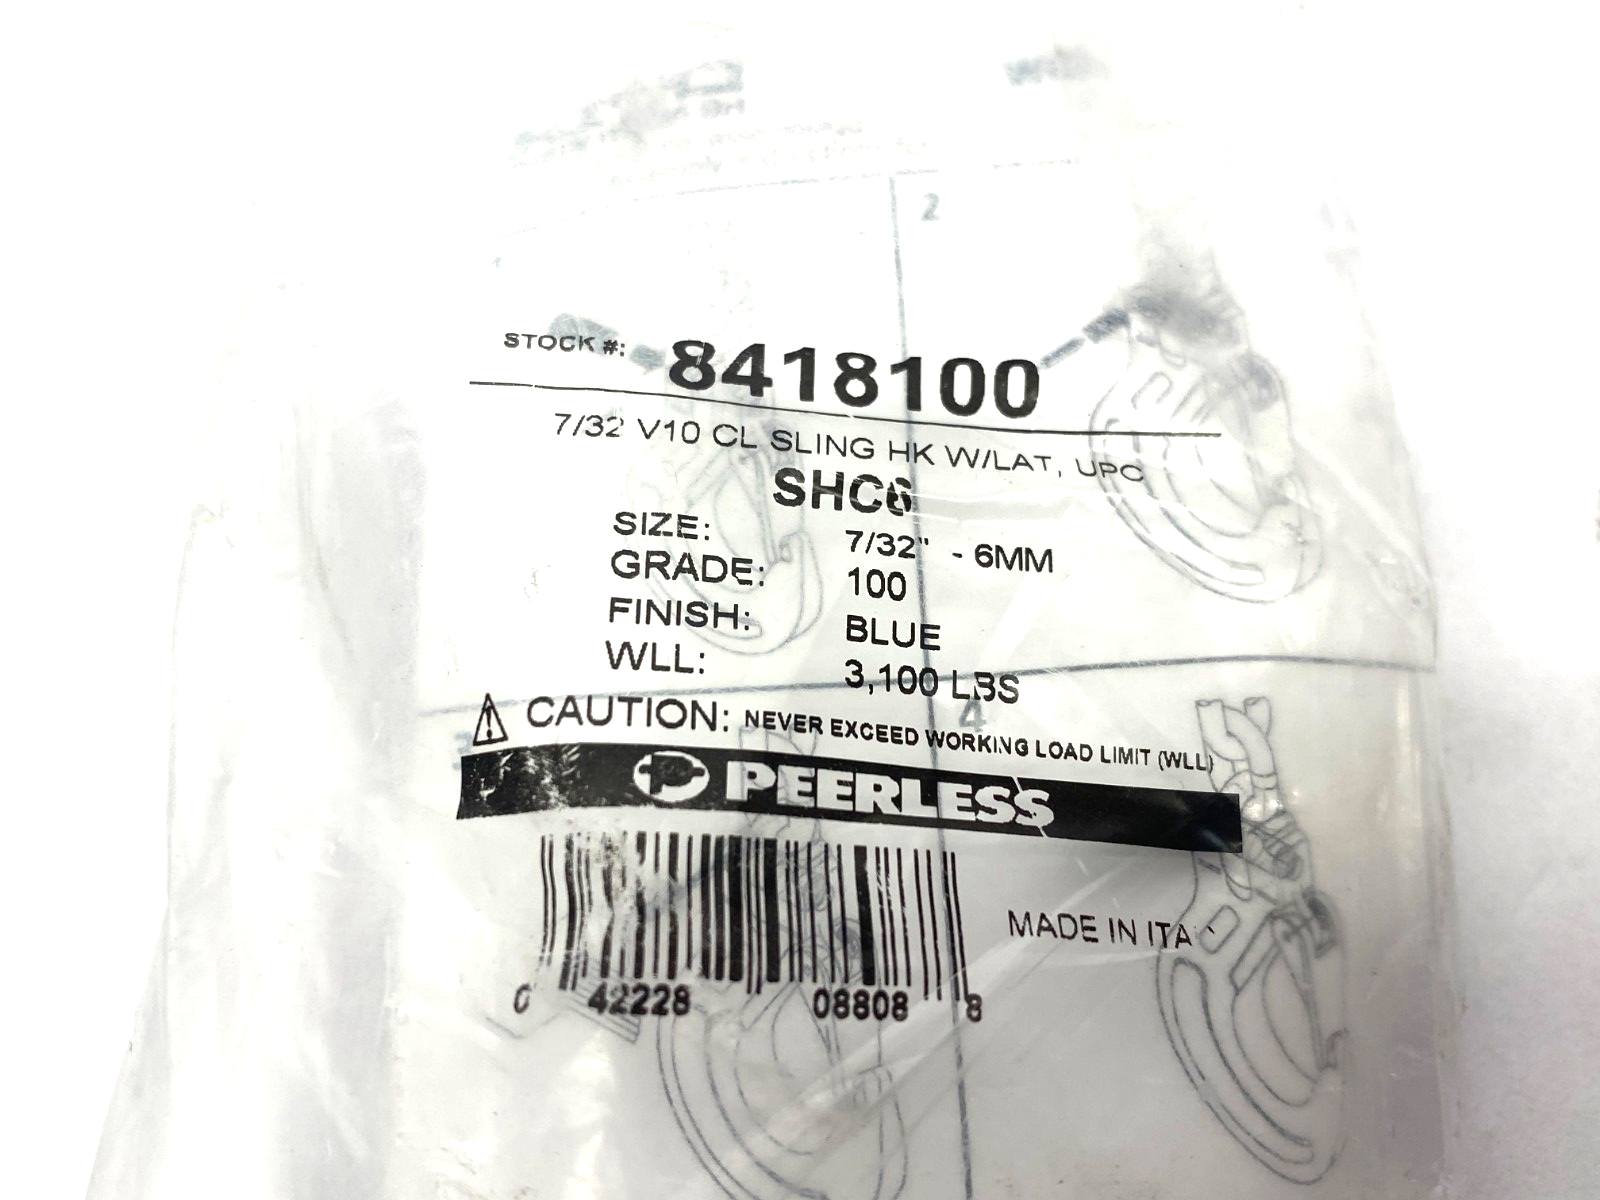 2
STOCK #: 8418100
7/32 V10 CL SLING HK W/LAT, UPC
SHC6
SIZE: 7/32" - 6MM
GRADE: 100
FINISH: BLUE
WLL: 3,100 LBS
4
CAUTION: NEVER EXCEED WORKING LOAD LIMIT (WLL)
3
PEERLESS
MADE IN ITA
0 42228 08808 8